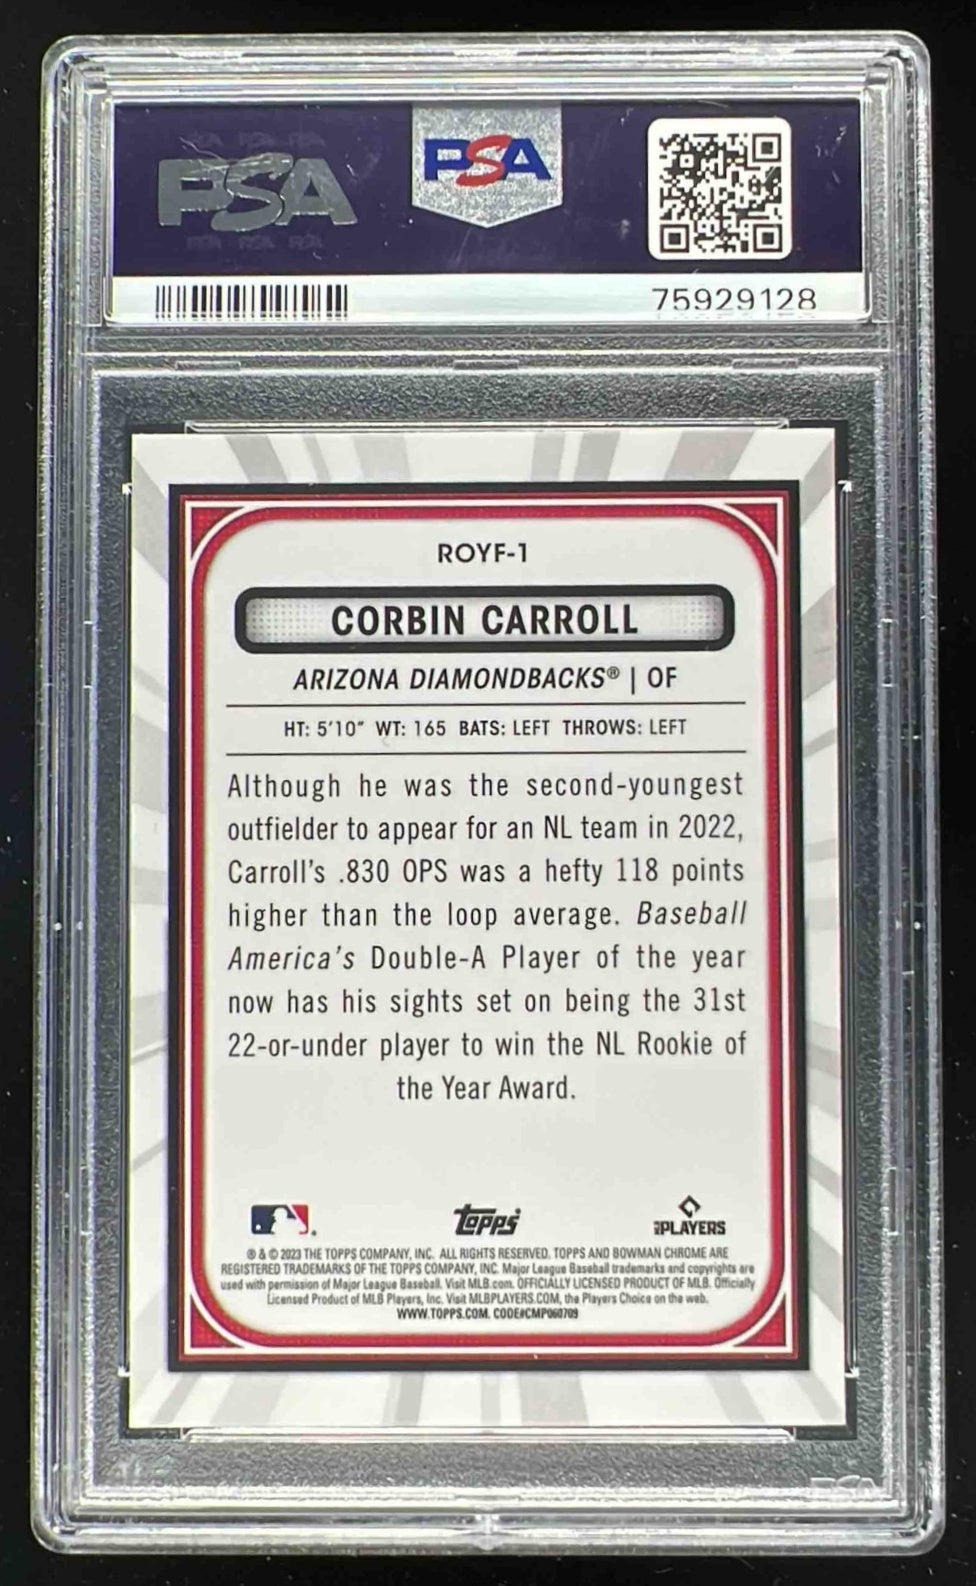 PSA
PSA
75929128
ROYF-1
CORBIN CARROLL
ARIZONA DIAMONDBACKS® | OF
HT: 5'10" WT: 165 BATS: LEFT THROWS: LEFT
Although he was the second-youngest
outfielder to appear for an NL team in 2022,
Carroll's .830 OPS was a hefty 118 points
higher than the loop average. Baseball
America's Double-A Player of the year
now has his sights set on being the 31st
22-or-under player to win the NL Rookie of
the Year Award.
Topps
PLAYERS
® & © 2023 THE TOPPS COMPANY, INC. ALL RIGHTS RESERVED. TOPPS AND BOWMAN CHROME ARE
REGISTERED TRADEMARKS OF THE TOPPS COMPANY, INC. Major League Baseball trademarks and copyrights are
used with permission of Major League Baseball. Visit MLB.com. OFFICIALLY LICENSED PRODUCT OF MLB. Officially
Licensed Product of MLB Players, Inc. Visit MLBPLAYERS.COM, the Players Choice on the web.
WWW.TOPPS.COM. CODE#CMP060709
PSA